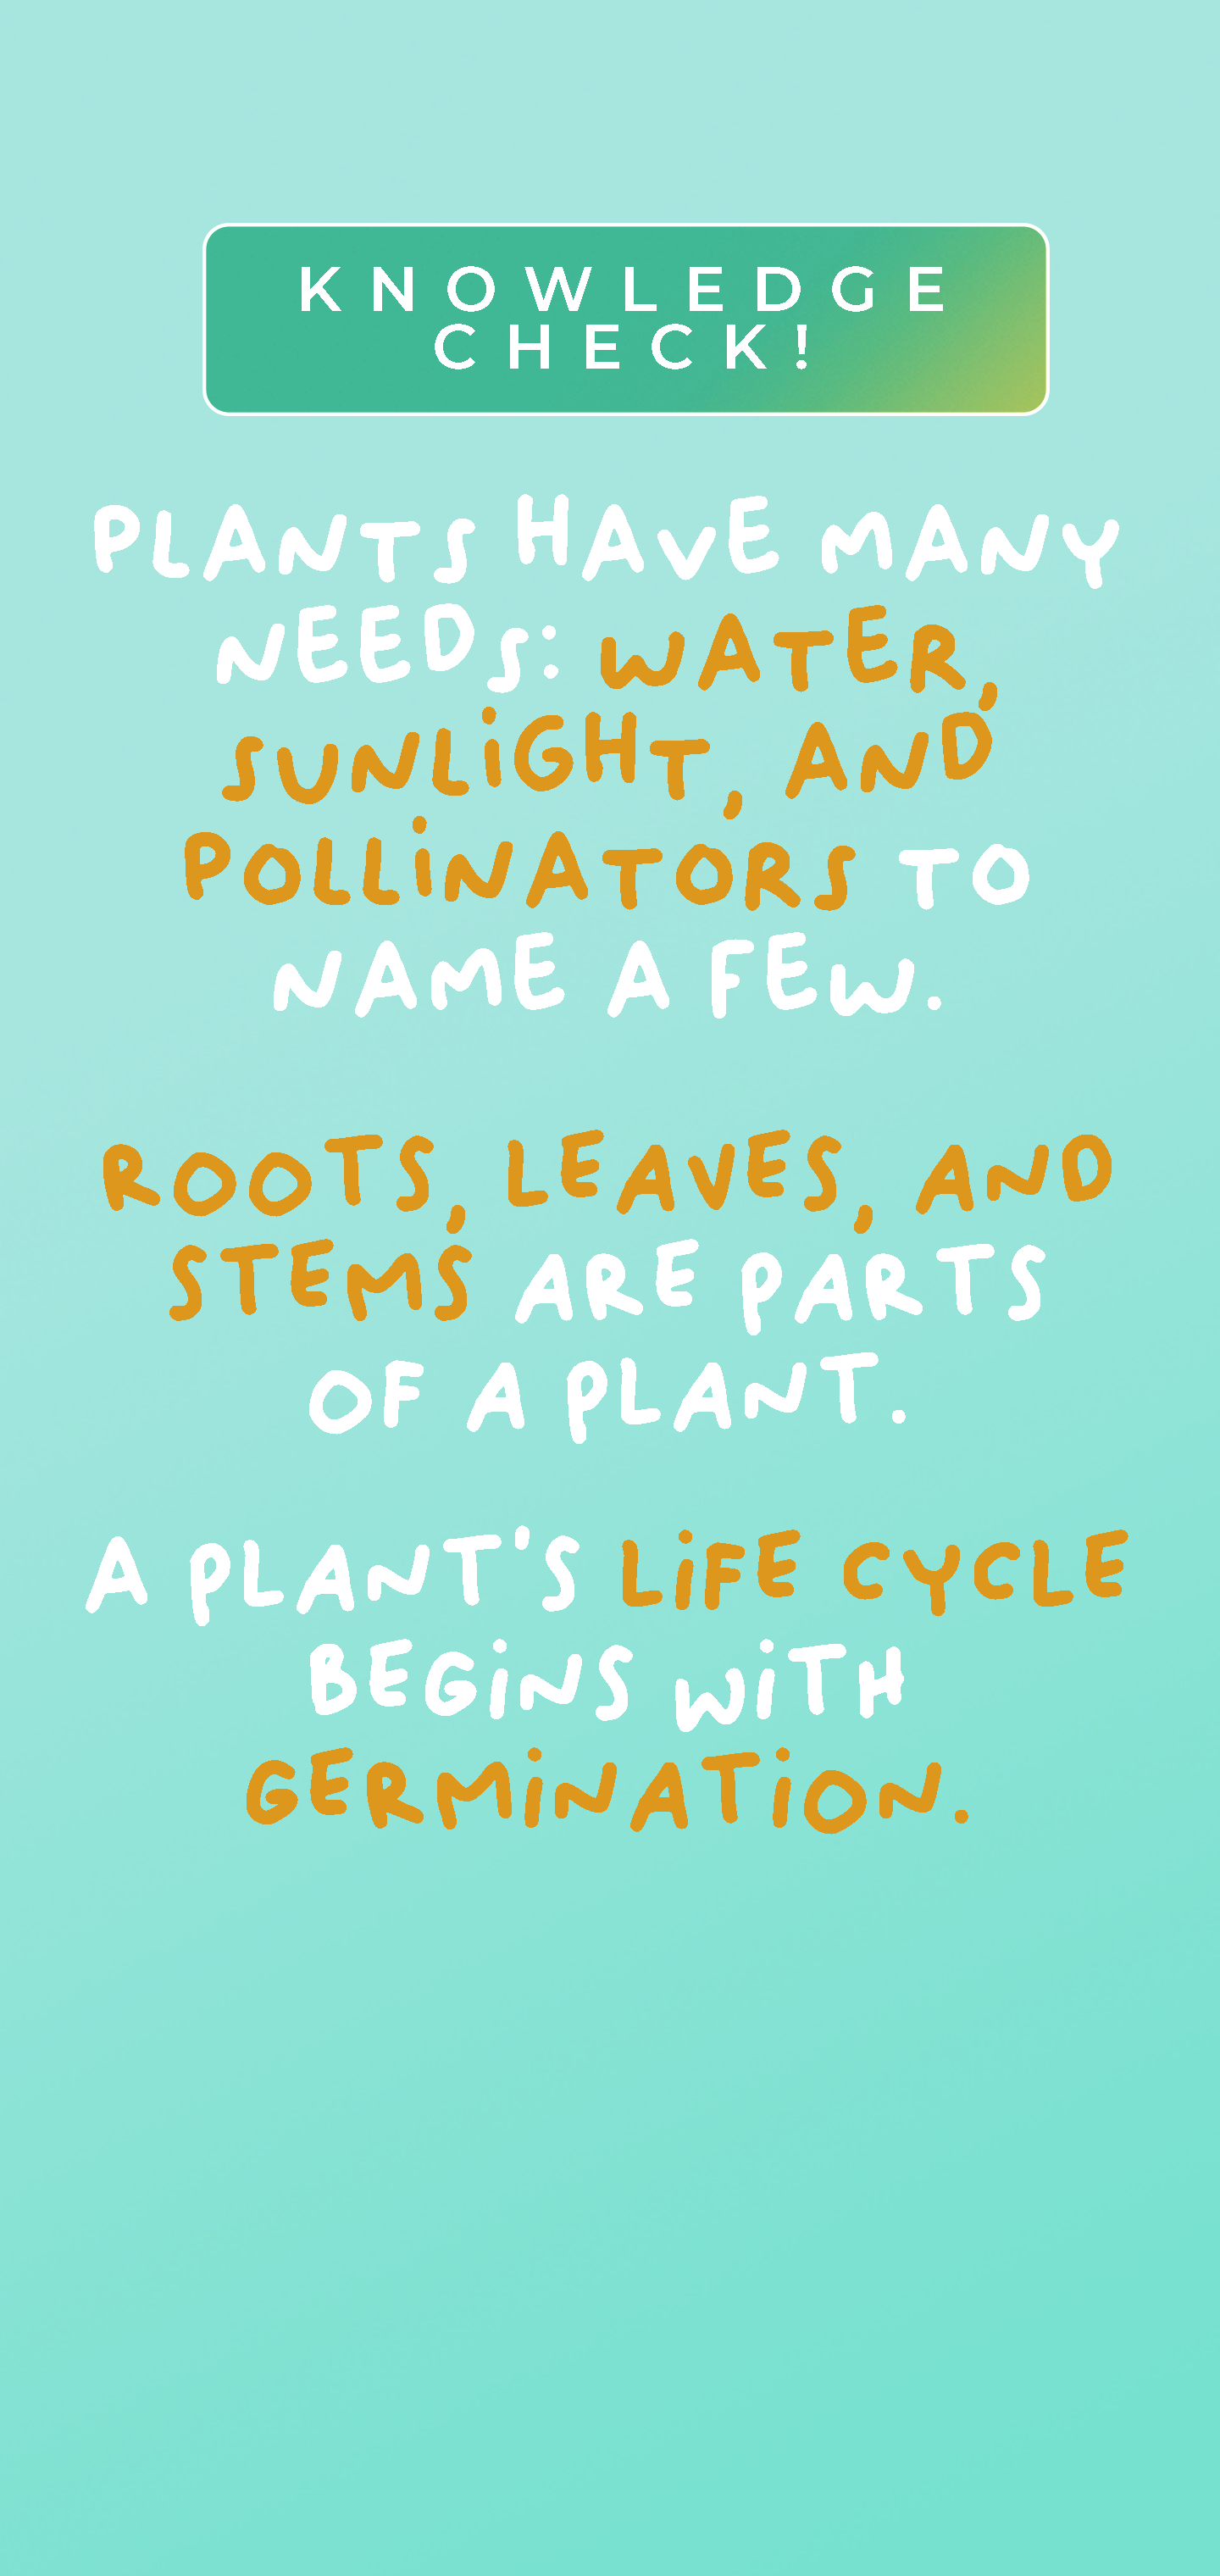 KNOWLEDGE
CHECK!
PLANTS HAVE MANY
NEEDS: WATER,
SUNLIGHT, AND
POLLINATORS TO
NAME A FEW.
ROOTS, LEAVES, AND
STEMS ARE PARTS
OF A PLANT.
A PLANT'S LIFE CYCLE
BEGINS WITH
GERMINATION.